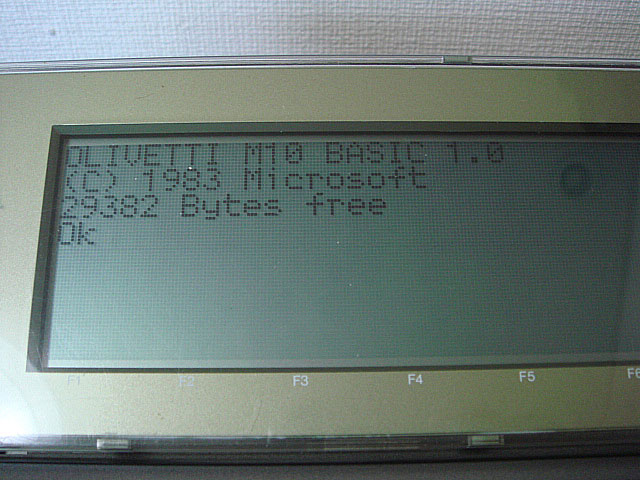 OLIVETTI M10 BASIC 1.0
(C) 1983 Microsoft
29382 Bytes free
Ok
F1 F2 F3 F4 F5 F6